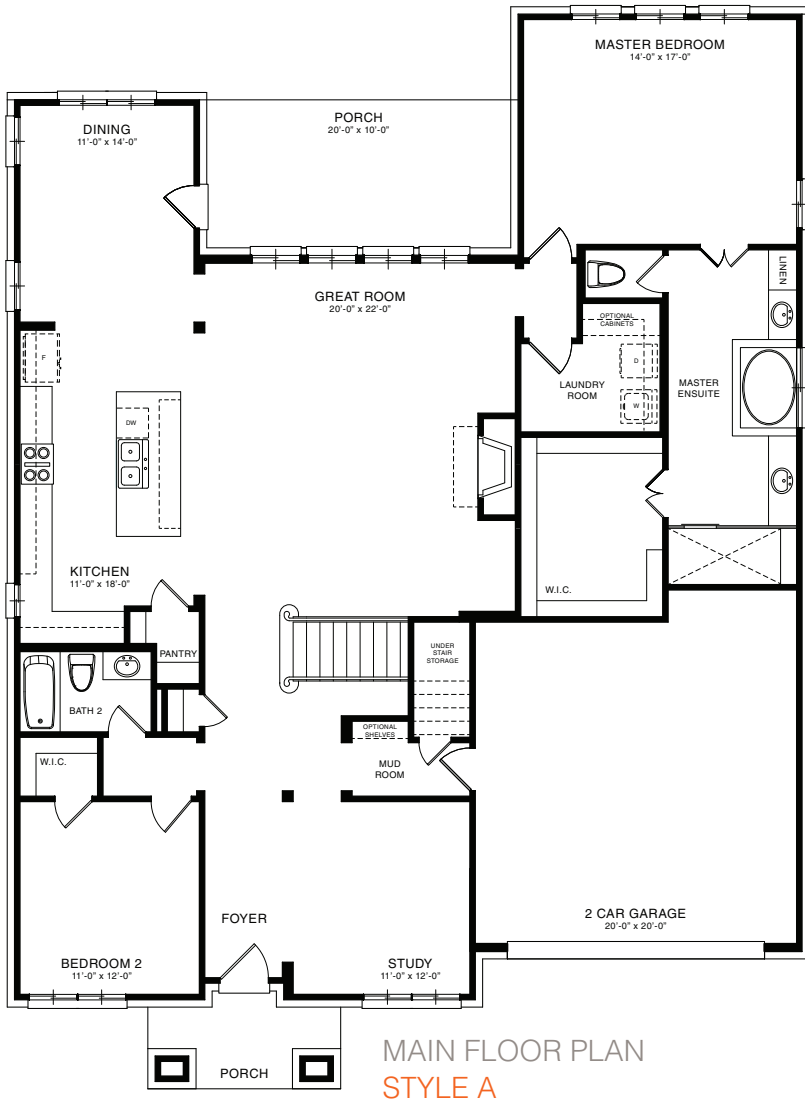 MASTER BEDROOM
14'-0" x 17'-0"
DINING
11'-0" x 14'-0"
PORCH
20'-0" x 10'-0"
GREAT ROOM
20'-0" x 22'-0"
LINEN
OPTIONAL
CABINETS
F
D
LAUNDRY
ROOM
W
MASTER
ENSUITE
DW
KITCHEN
11'-0" x 18'-0"
W.I.C.
PANTRY
UNDER
STAIR
STORAGE
BATH 2
OPTIONAL
SHELVES
W.I.C.
MUD
ROOM
FOYER
2 CAR GARAGE
20'-0" x 20'-0"
BEDROOM 2
11'-0" x 12'-0"
STUDY
11'-0" x 12'-0"
PORCH
MAIN FLOOR PLAN
STYLE A